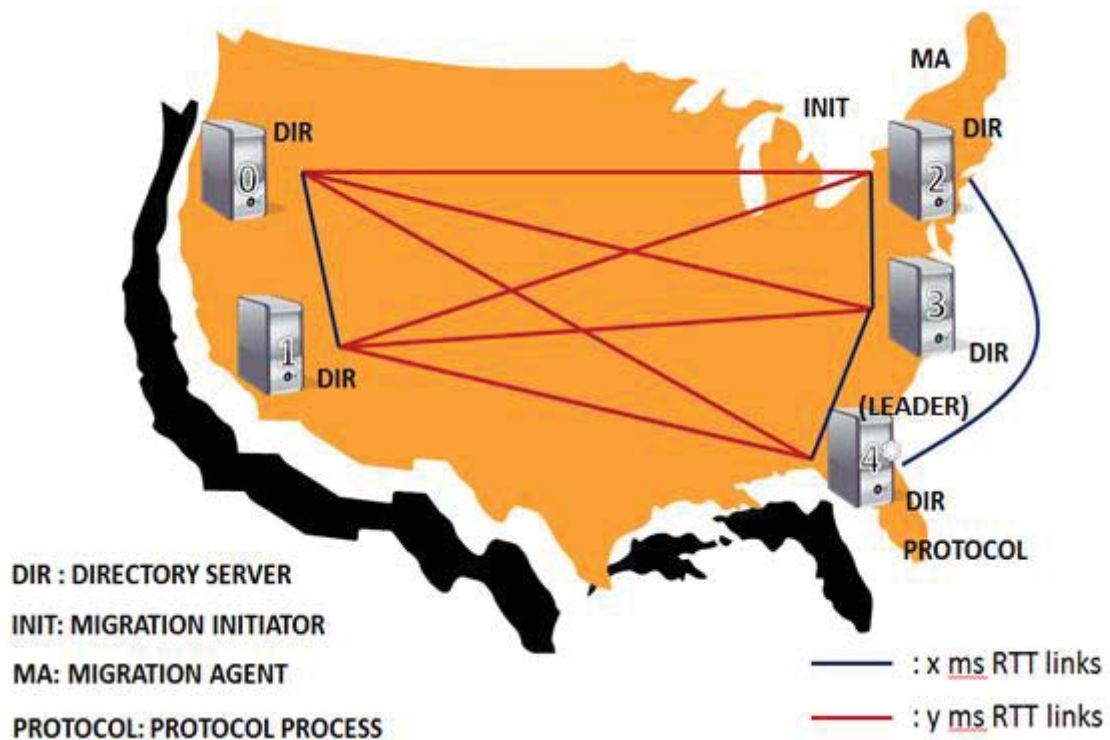 MA
INIT
DIR
0
2
DIR
3
1
DIR
DIR
(LEADER)
4
DIR
PROTOCOL
DIR : DIRECTORY SERVER
INIT: MIGRATION INITIATOR
MA: MIGRATION AGENT
PROTOCOL: PROTOCOL PROCESS
: x ms RTT links
: y ms RTT links